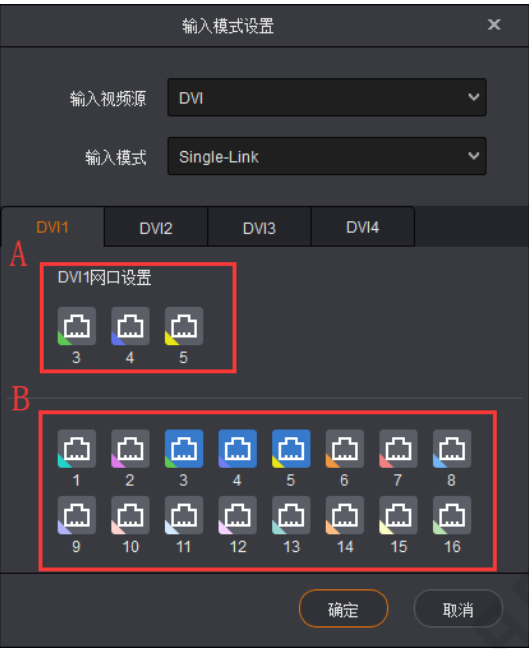 输入模式设置 ×
输入视频源 DVI
输入模式 Single-Link
DVI1 DVI2 DVI3 DVI4
A
DVI1网口设置
3 4 5
B
1 2 3 4 5 6 7 8
9 10 11 12 13 14 15 16
确定 取消